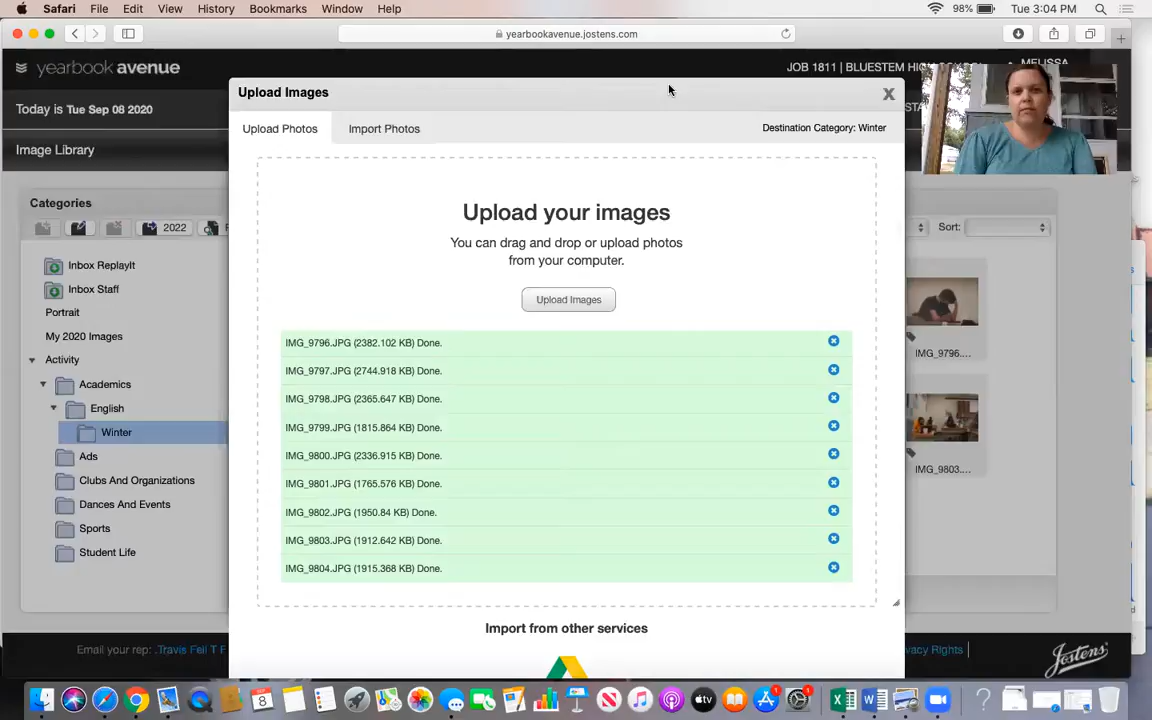 Safari File Edit View History Bookmarks Window Help 98% Tue 3:04 PM
yearbookavenue.jostens.com
yearbook avenue JOB 1811 | BLUESTEM HIGH MELISSA
Today is Tue Sep 08 2020
Image Library
Upload Images X
Upload Photos Import Photos Destination Category: Winter
Categories
2022
Sort:
Upload your images
You can drag and drop or upload photos
from your computer.
Upload Images
Inbox ReplayIt
Inbox Staff
Portrait
My 2020 Images
Activity
Academics
English
Winter
Ads
Clubs And Organizations
Dances And Events
Sports
Student Life
IMG_9796.JPG (2382.102 KB) Done.
IMG_9797.JPG (2744.918 KB) Done.
IMG_9798.JPG (2365.647 KB) Done.
IMG_9799.JPG (1815.864 KB) Done.
IMG_9800.JPG (2336.915 KB) Done.
IMG_9801.JPG (1765.576 KB) Done.
IMG_9802.JPG (1950.84 KB) Done.
IMG_9803.JPG (1912.642 KB) Done.
IMG_9804.JPG (1915.368 KB) Done.
IMG_9796....
IMG_9803....
Import from other services
Email your rep: .Travis Feil T F
vacy Rights |
Jostens